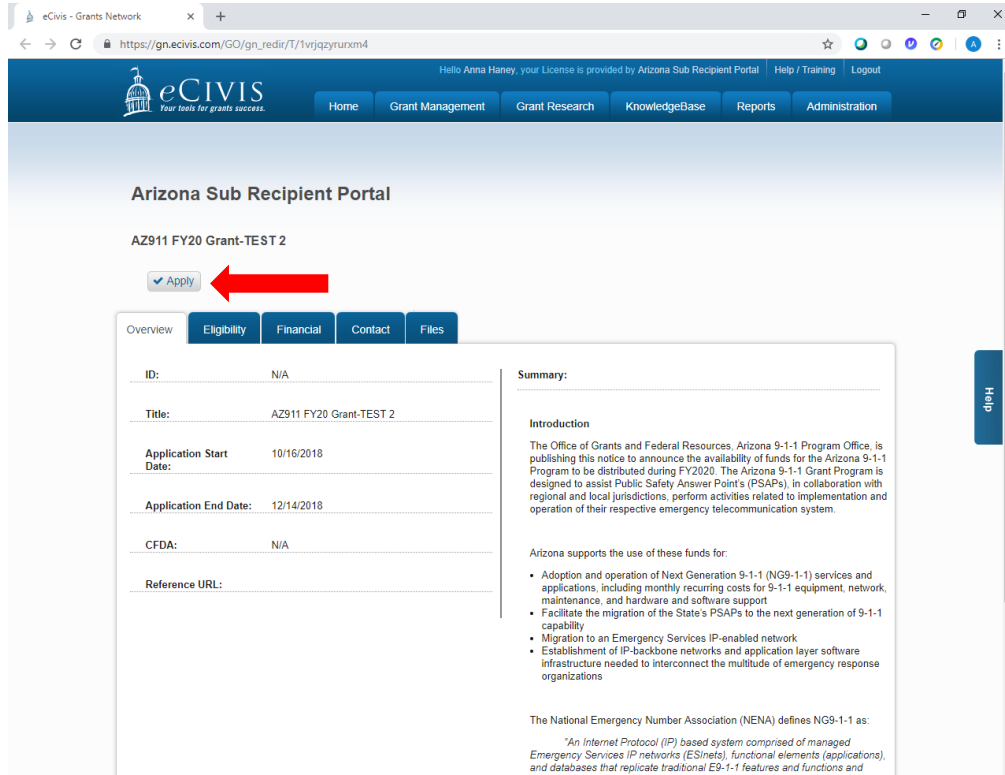 eCivis - Grants Network
https://gn.ecivis.com/GO/gn_redir/T/1vrjqzyrurxm4
A
Hello Anna Haney, your License is provided by Arizona Sub Recipient Portal Help / Training Logout
eCIVIS
Your tools for grants success.
Home Grant Management Grant Research KnowledgeBase Reports Administration
Arizona Sub Recipient Portal
AZ911 FY20 Grant-TEST 2
Apply
Overview Eligibility Financial Contact Files
ID: N/A
Title: AZ911 FY20 Grant-TEST 2
Application Start
Date: 10/16/2018
Application End Date: 12/14/2018
CFDA: N/A
Reference URL:
Summary:
Introduction
The Office of Grants and Federal Resources, Arizona 9-1-1 Program Office, is
publishing this notice to announce the availability of funds for the Arizona 9-1-1
Program to be distributed during FY2020. The Arizona 9-1-1 Grant Program is
designed to assist Public Safety Answer Point's (PSAPs), in collaboration with
regional and local jurisdictions, perform activities related to implementation and
operation of their respective emergency telecommunication system.
Arizona supports the use of these funds for:
• Adoption and operation of Next Generation 9-1-1 (NG9-1-1) services and
applications, including monthly recurring costs for 9-1-1 equipment, network,
maintenance, and hardware and software support
• Facilitate the migration of the State's PSAPs to the next generation of 9-1-1
capability
• Migration to an Emergency Services IP-enabled network
• Establishment of IP-backbone networks and application layer software
infrastructure needed to interconnect the multitude of emergency response
organizations
The National Emergency Number Association (NENA) defines NG9-1-1 as:
"An Internet Protocol (IP) based system comprised of managed
Emergency Services IP networks (ESInets), functional elements (applications),
and databases that replicate traditional E9-1-1 features and functions and
Help